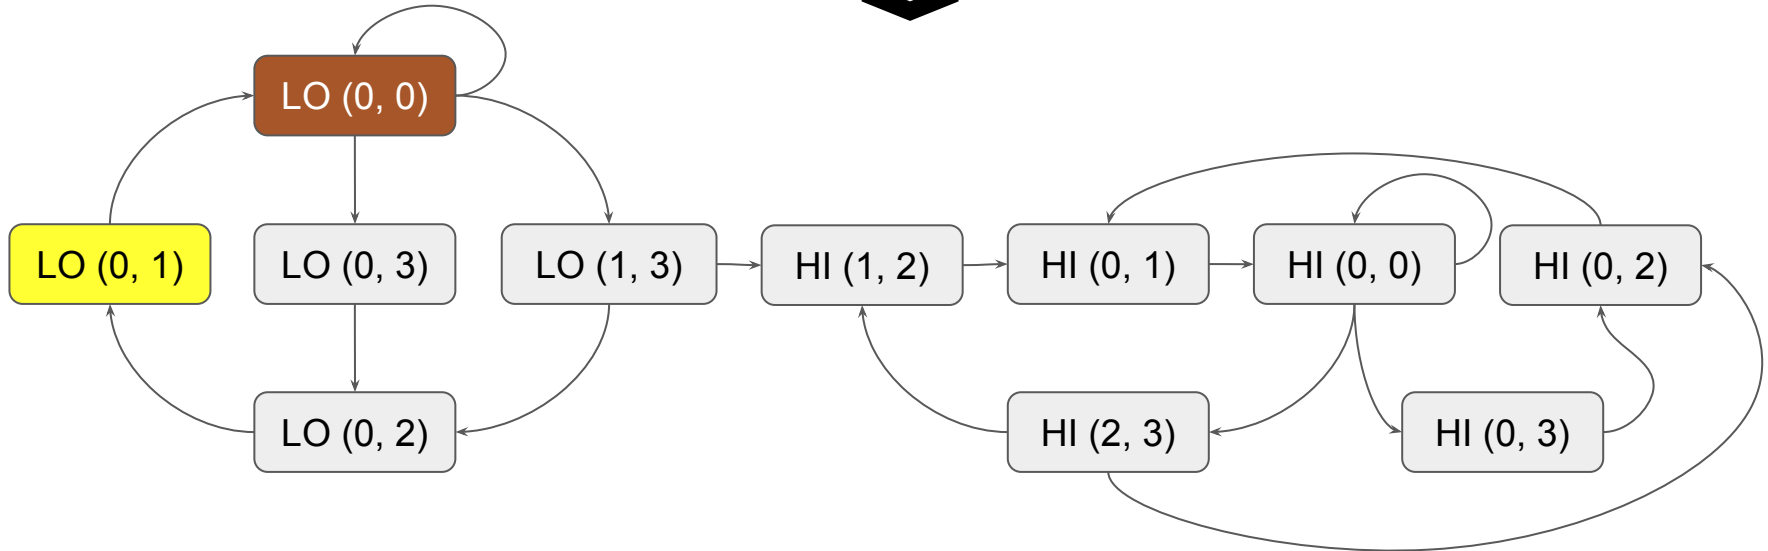 LO (0, 0)
LO (0, 1)
LO (0, 3)
LO (1, 3)
HI (1, 2)
HI (0, 1)
HI (0, 0)
HI (0, 2)
LO (0, 2)
HI (2, 3)
HI (0, 3)